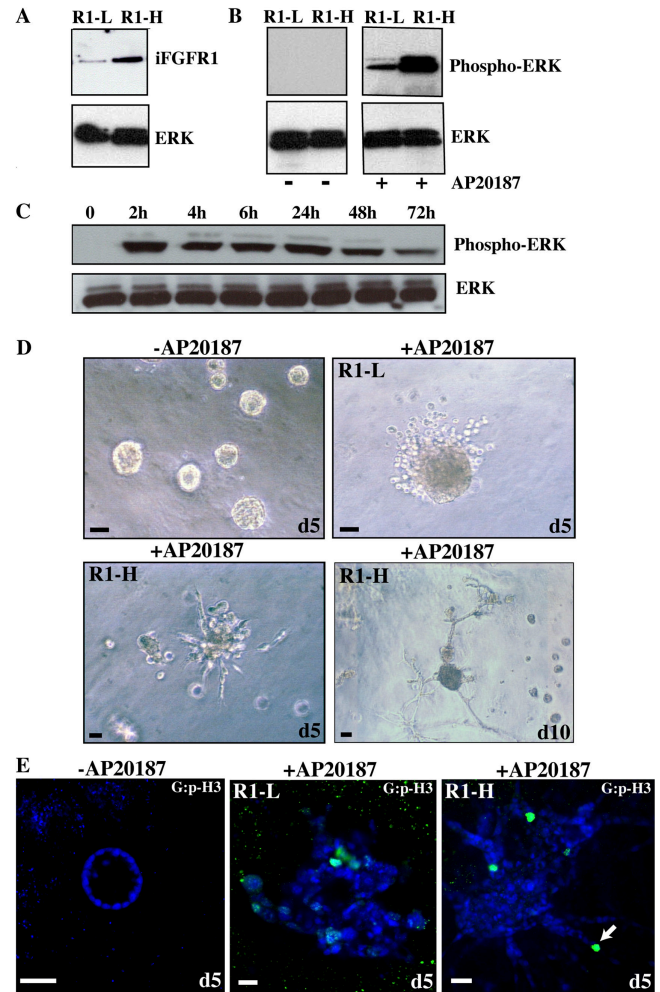 A R1-L R1-H B R1-L R1-H
iFGFR1 Phospho-ERK
ERK ERK
- - + + AP20187
C 0 2h 4h 6h 24h 48h 72h
Phospho-ERK
ERK
D -AP20187 +AP20187
R1-L
d5 d5
+AP20187 +AP20187
R1-H R1-H
d5 d10
E -AP20187 +AP20187 +AP20187
G:p-H3 R1-L G:p-H3 R1-H G:p-H3
d5 d5 d5